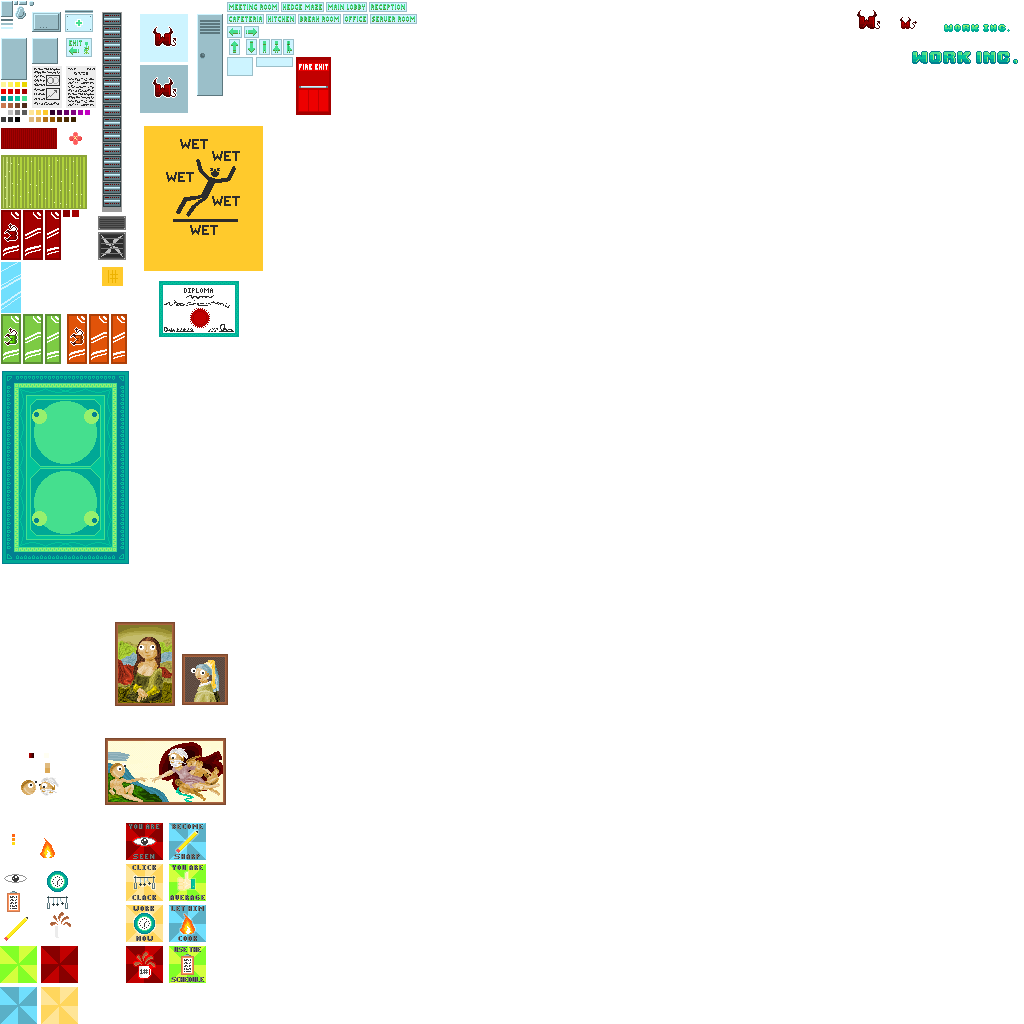 MEETING ROOM HEDGE MAZE MAIN LOBBY RECEPTION
CAFETERIA KITCHEN BREAK ROOM OFFICE SERVER ROOM
WORK INC.
WORK INC.
EXIT
FIRE EXIT
WET
WET
WET
WET
WET
DIPLOMA
YOU ARE
SEEN
BECOME
SHARP
CLICK
CLACK
YOU ARE
AVERAGE
WORK
NOW
LET HIM
COOK
USE THE
SCHEDULE